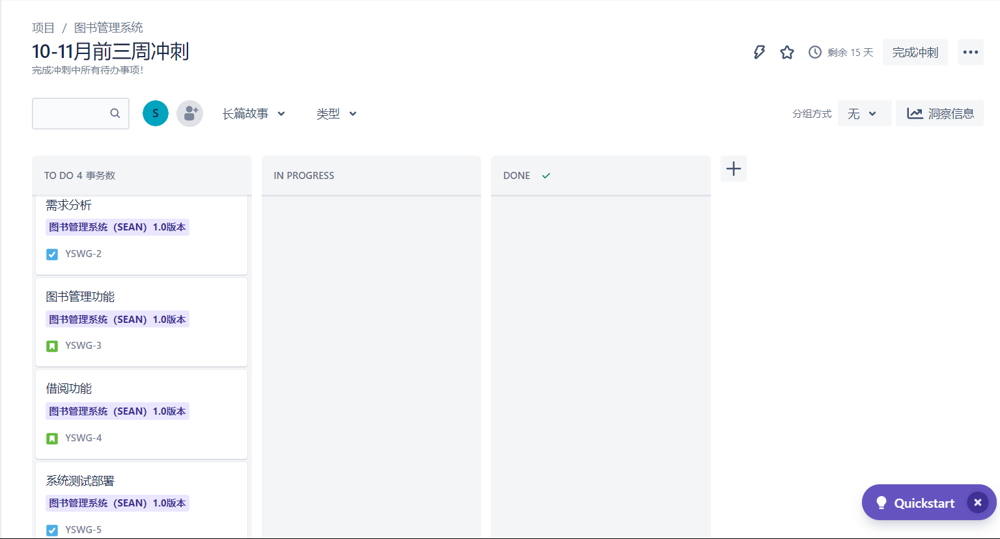 项目 / 图书管理系统
10-11月前三周冲刺
完成冲刺中所有待办事项!
剩余 15 天
完成冲刺
S
长篇故事
类型
分组方式
无
洞察信息
TO DO 4 事务数
IN PROGRESS
DONE
需求分析
图书管理系统（SEAN）1.0版本
YSWG-2
图书管理功能
图书管理系统（SEAN）1.0版本
YSWG-3
借阅功能
图书管理系统（SEAN）1.0版本
YSWG-4
系统测试部署
图书管理系统（SEAN）1.0版本
YSWG-5
Quickstart